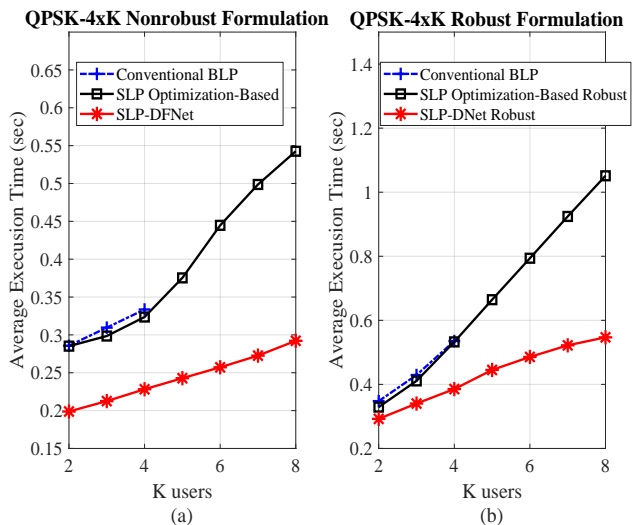 QPSK-4xK Nonrobust Formulation
0.65
0.6
0.55
0.5
0.45
0.4
0.35
0.3
0.25
0.2
0.15
2
4
6
8
Average Execusion Time (sec)
K users
Conventional BLP
SLP Optimization-Based
SLP-DFNet
(a)
QPSK-4xK Robust Formulation
1.4
1.2
1
0.8
0.6
0.4
0.2
2
4
6
8
Average Execusion Time (sec)
K users
Conventional BLP
SLP Optimization-Based Robust
SLP-DNet Robust
(b)